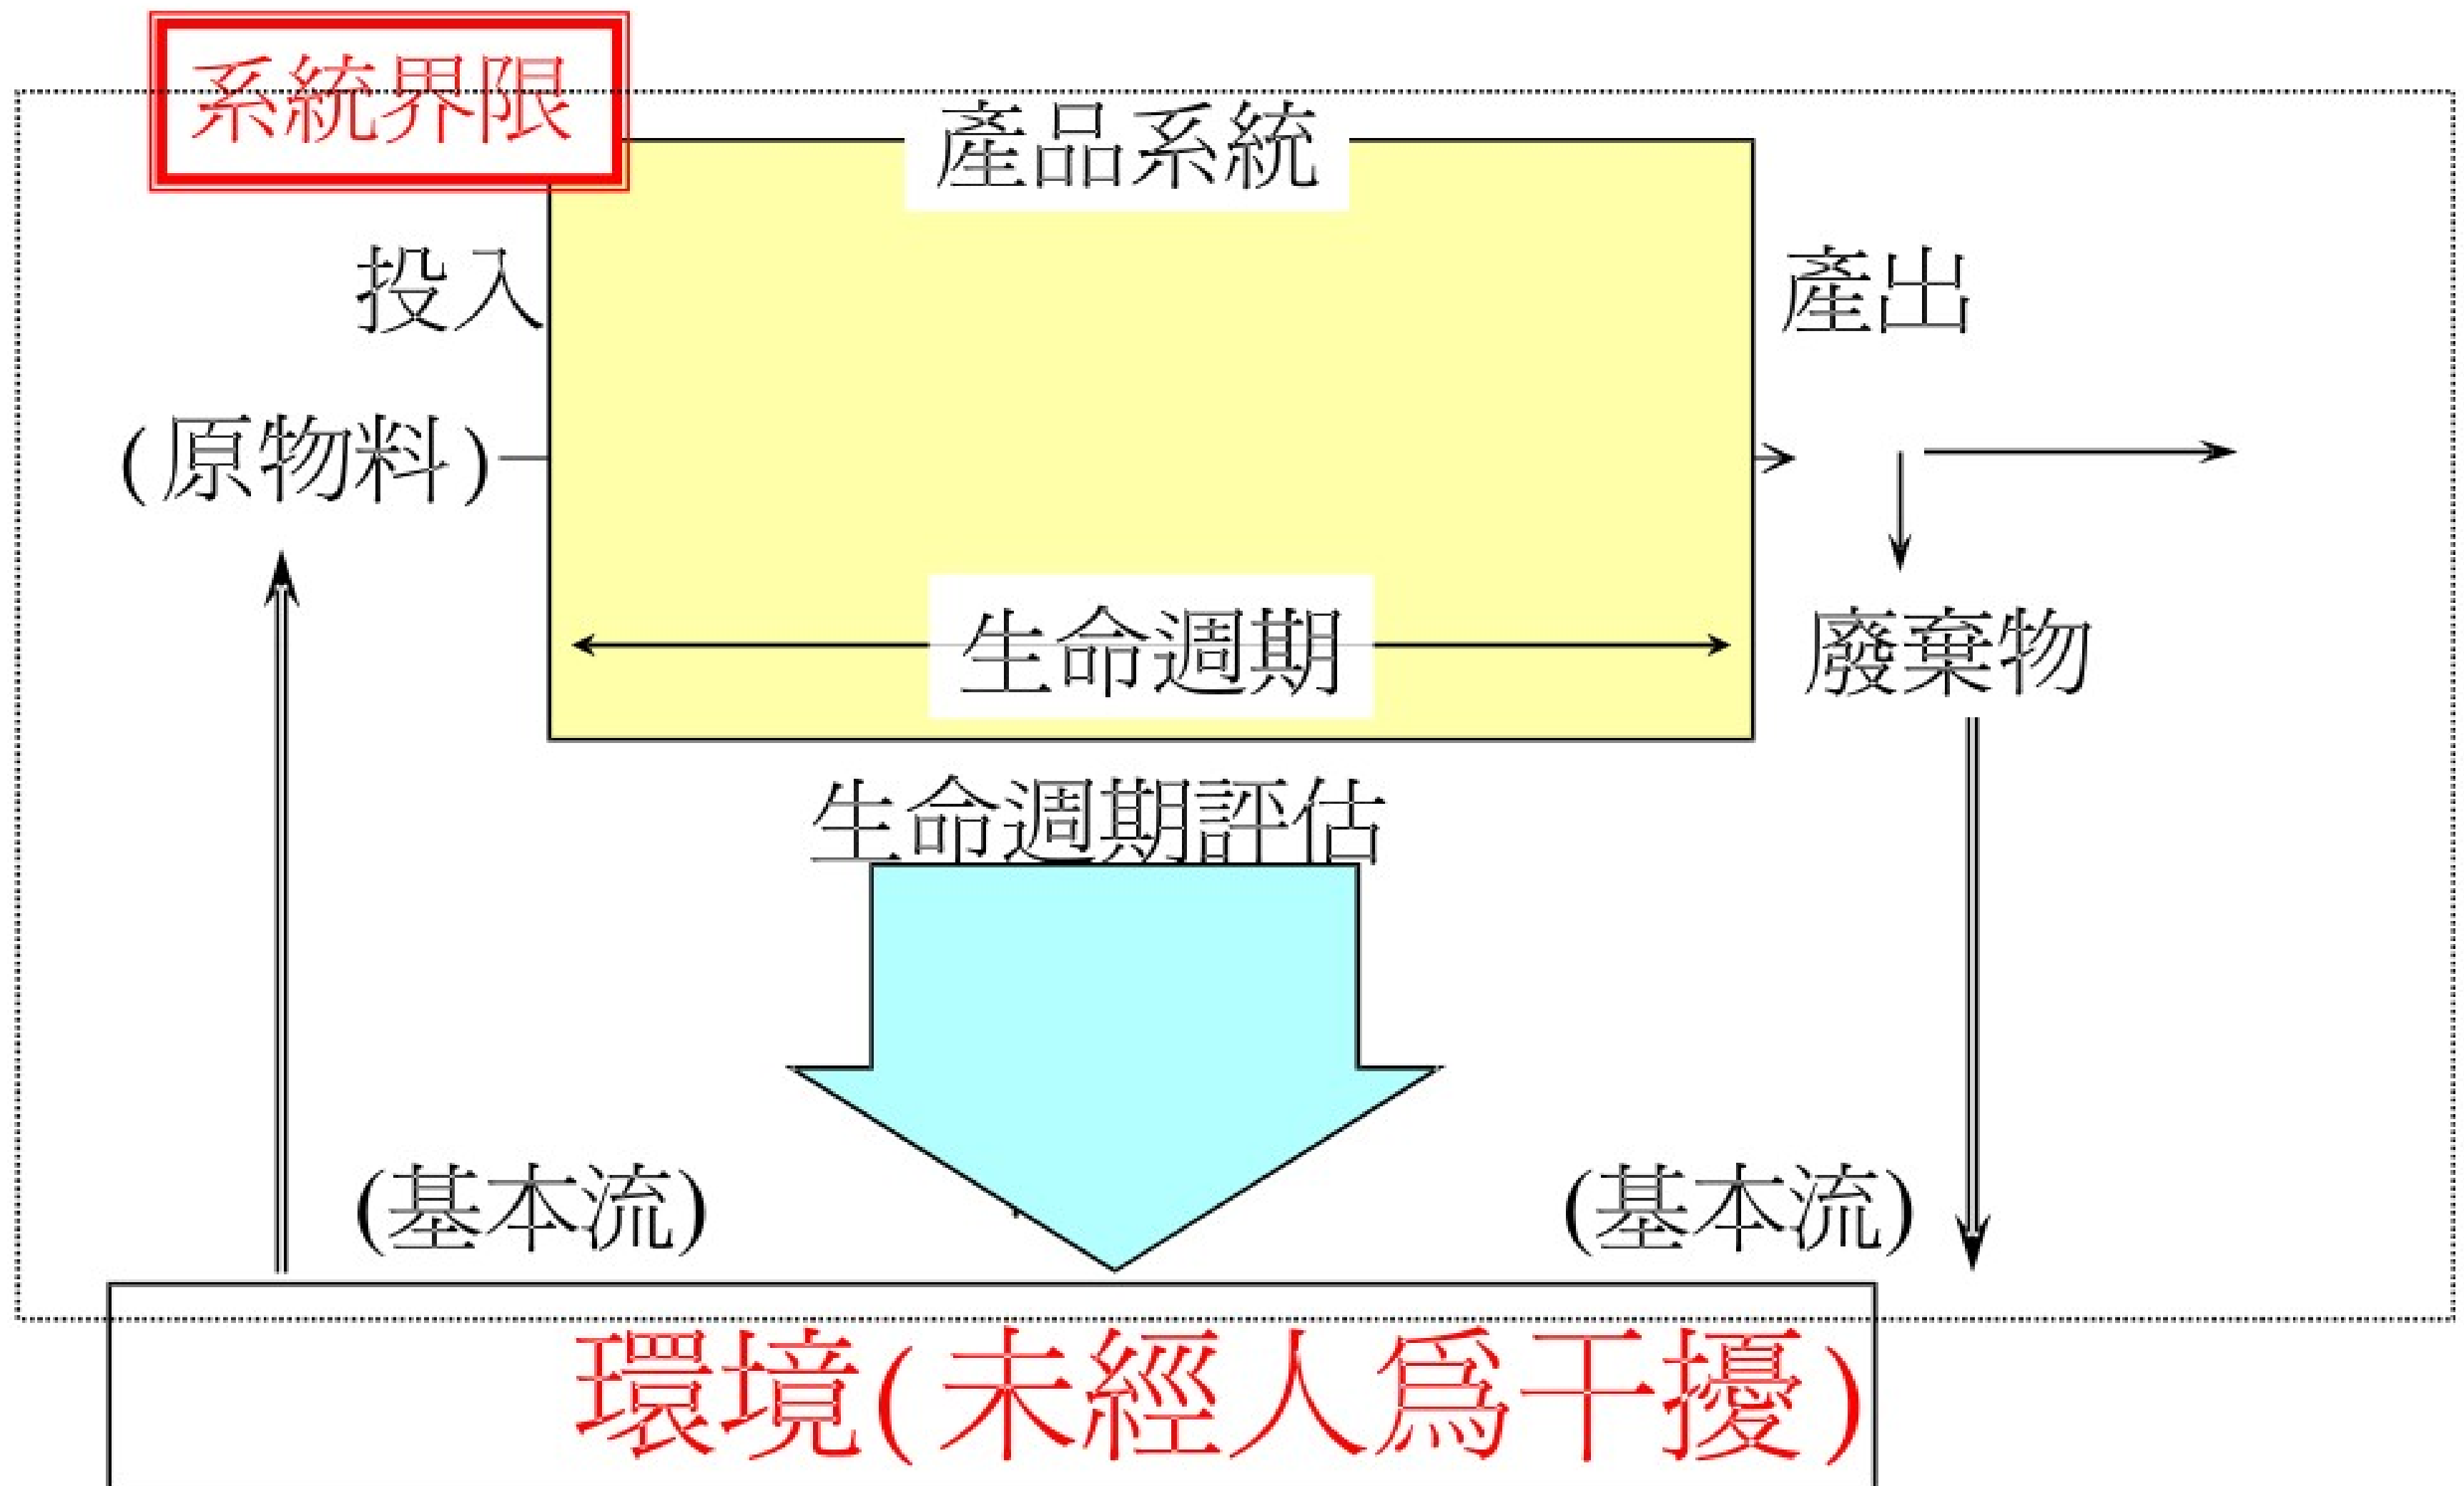 系統界限
產品系統
投入
產出
(原物料)
生命週期
廢棄物
生命週期評估
(基本流)
(基本流)
環境(未經人爲干擾)